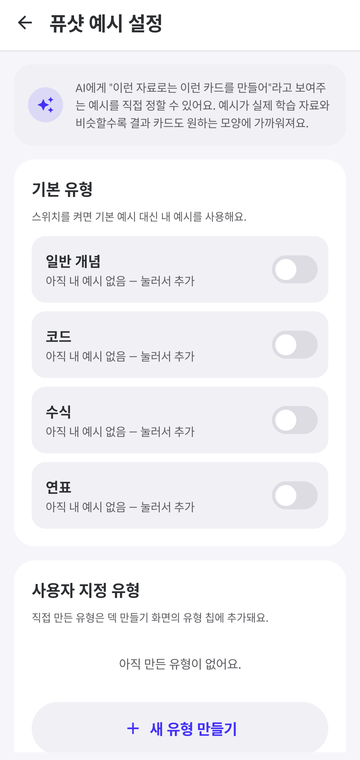 퓨샷 예시 설정
AI에게 "이런 자료로는 이런 카드를 만들어"라고 보여주
는 예시를 직접 정할 수 있어요. 예시가 실제 학습 자료와
비슷할수록 결과 카드도 원하는 모양에 가까워져요.
기본 유형
스위치를 켜면 기본 예시 대신 내 예시를 사용해요.
일반 개념
아직 내 예시 없음 — 눌러서 추가
코드
아직 내 예시 없음 — 눌러서 추가
수식
아직 내 예시 없음 — 눌러서 추가
연표
아직 내 예시 없음 — 눌러서 추가
사용자 지정 유형
직접 만든 유형은 덱 만들기 화면의 유형 칩에 추가돼요.
아직 만든 유형이 없어요.
+ 새 유형 만들기